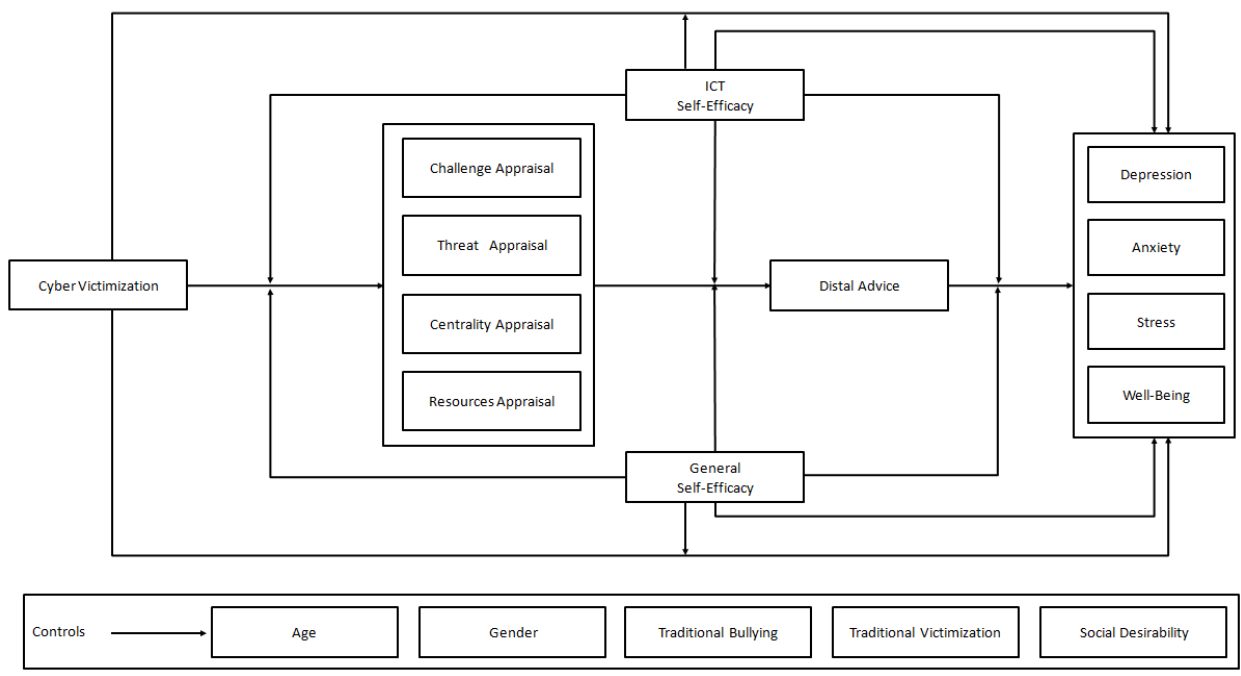 ICT
Self-Efficacy
Challenge Appraisal
Threat Appraisal
Centrality Appraisal
Resources Appraisal
Cyber Victimization
Distal Advice
Depression
Anxiety
Stress
Well-Being
General
Self-Efficacy
Controls
Age
Gender
Traditional Bullying
Traditional Victimization
Social Desirability